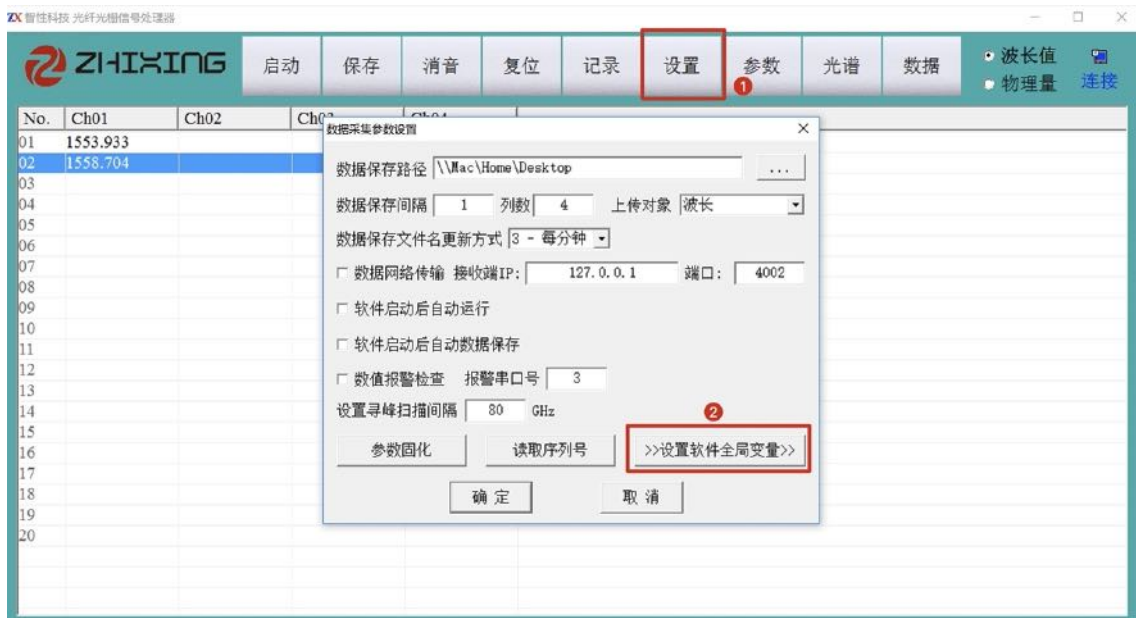 ZX 智性科技 光纤光栅信号处理器
ZHIXING 启动 保存 消音 复位 记录 设置 参数 光谱 数据 波长值
物理量 连接
1
No. Ch01 Ch02
01 1553.933
02 1558.704
03
04
05
06
07
08
09
10
11
12
13
14
15
16
17
18
19
20
数据采集参数设置
数据保存路径 \\Mac\Home\Desktop ...
数据保存间隔 1 列数 4 上传对象 波长
数据保存文件名更新方式 3 - 每分钟
数据网络传输 接收端IP: 127.0.0.1 端口: 4002
软件启动后自动运行
软件启动后自动数据保存
数值报警检查 报警串口号 3
设置寻峰扫描间隔 80 GHz
2
参数固化 读取序列号 >>设置软件全局变量>>
确定 取消